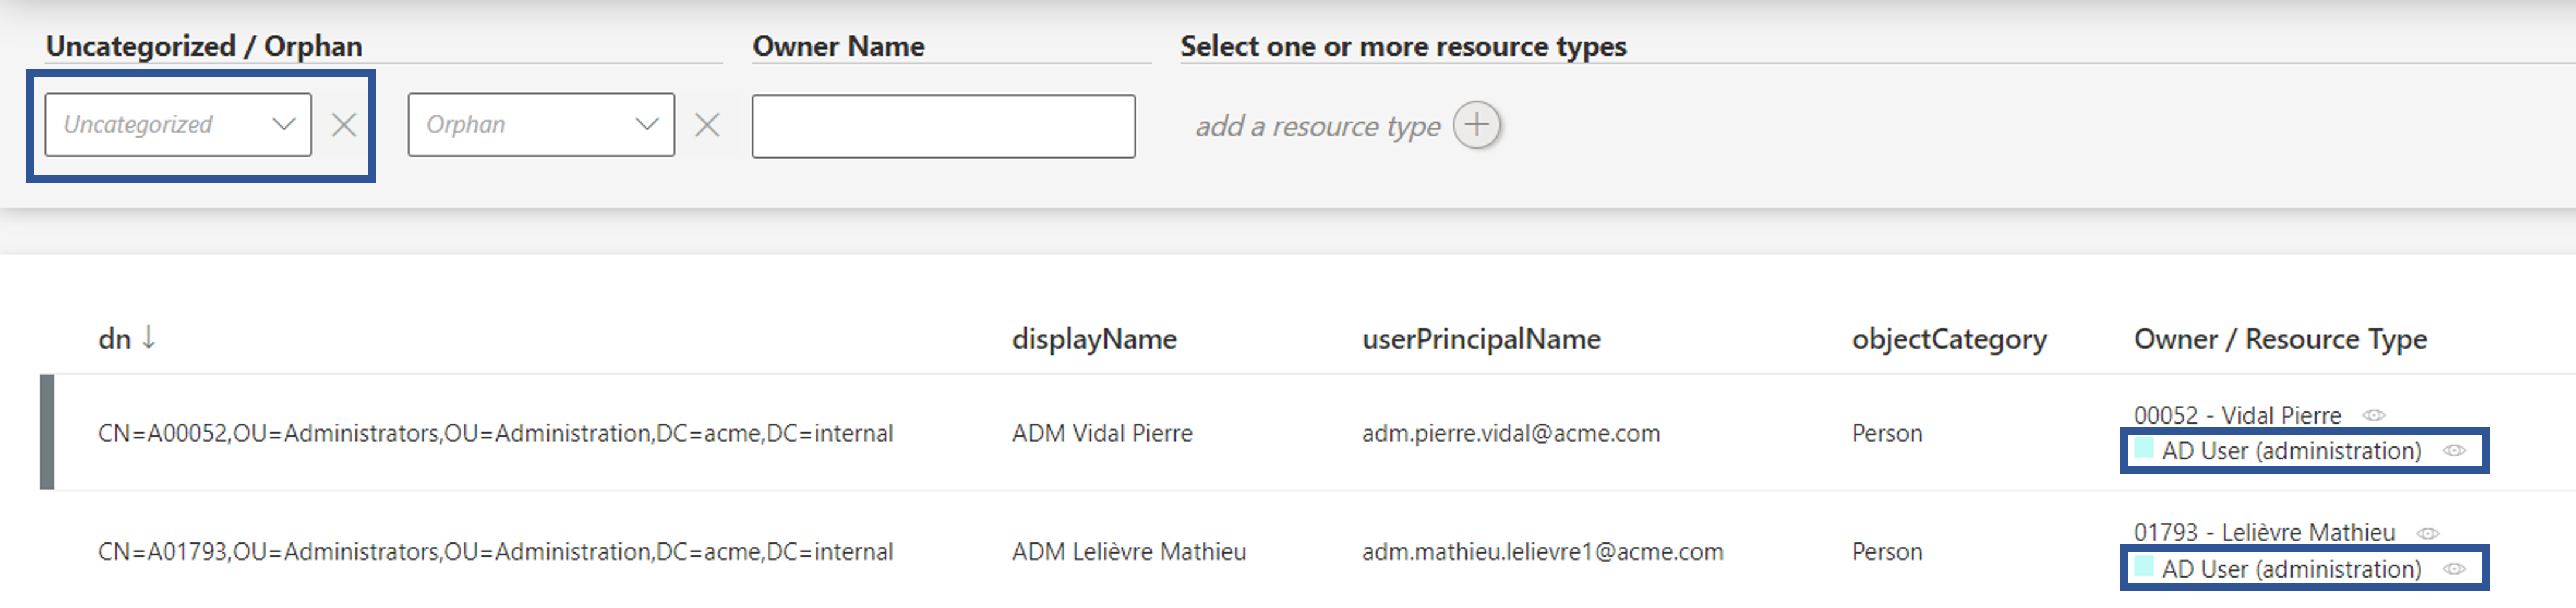 Uncategorized / Orphan Owner Name Select one or more resource types
Uncategorized Orphan add a resource type
dn displayName userPrincipalName objectCategory Owner / Resource Type
CN=A00052,OU=Administrators,OU=Administration,DC=acme,DC=internal ADM Vidal Pierre adm.pierre.vidal@acme.com Person 00052 - Vidal Pierre
AD User (administration)
CN=A01793,OU=Administrators,OU=Administration,DC=acme,DC=internal ADM Lelièvre Mathieu adm.mathieu.lelievre1@acme.com Person 01793 - Lelièvre Mathieu
AD User (administration)